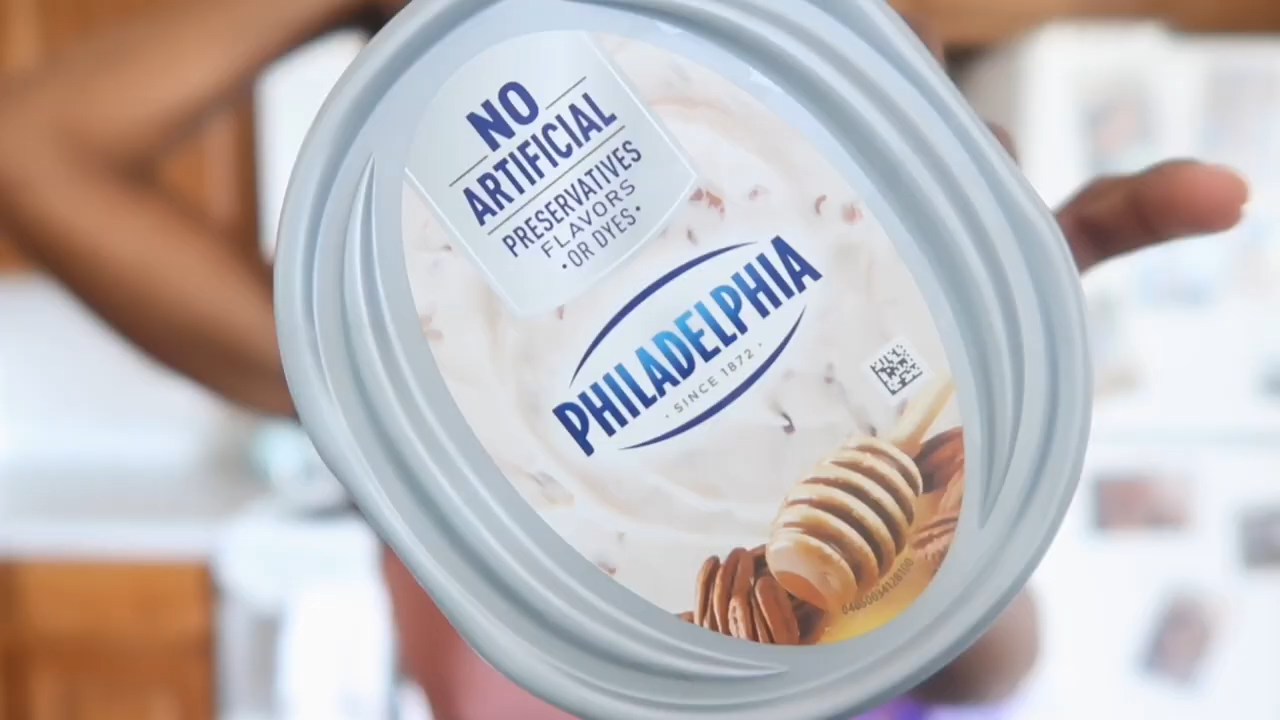 NO
ARTIFICIAL
PRESERVATIVES
FLAVORS
•OR DYES•
PHILADELPHIA
• SINCE 1872 •